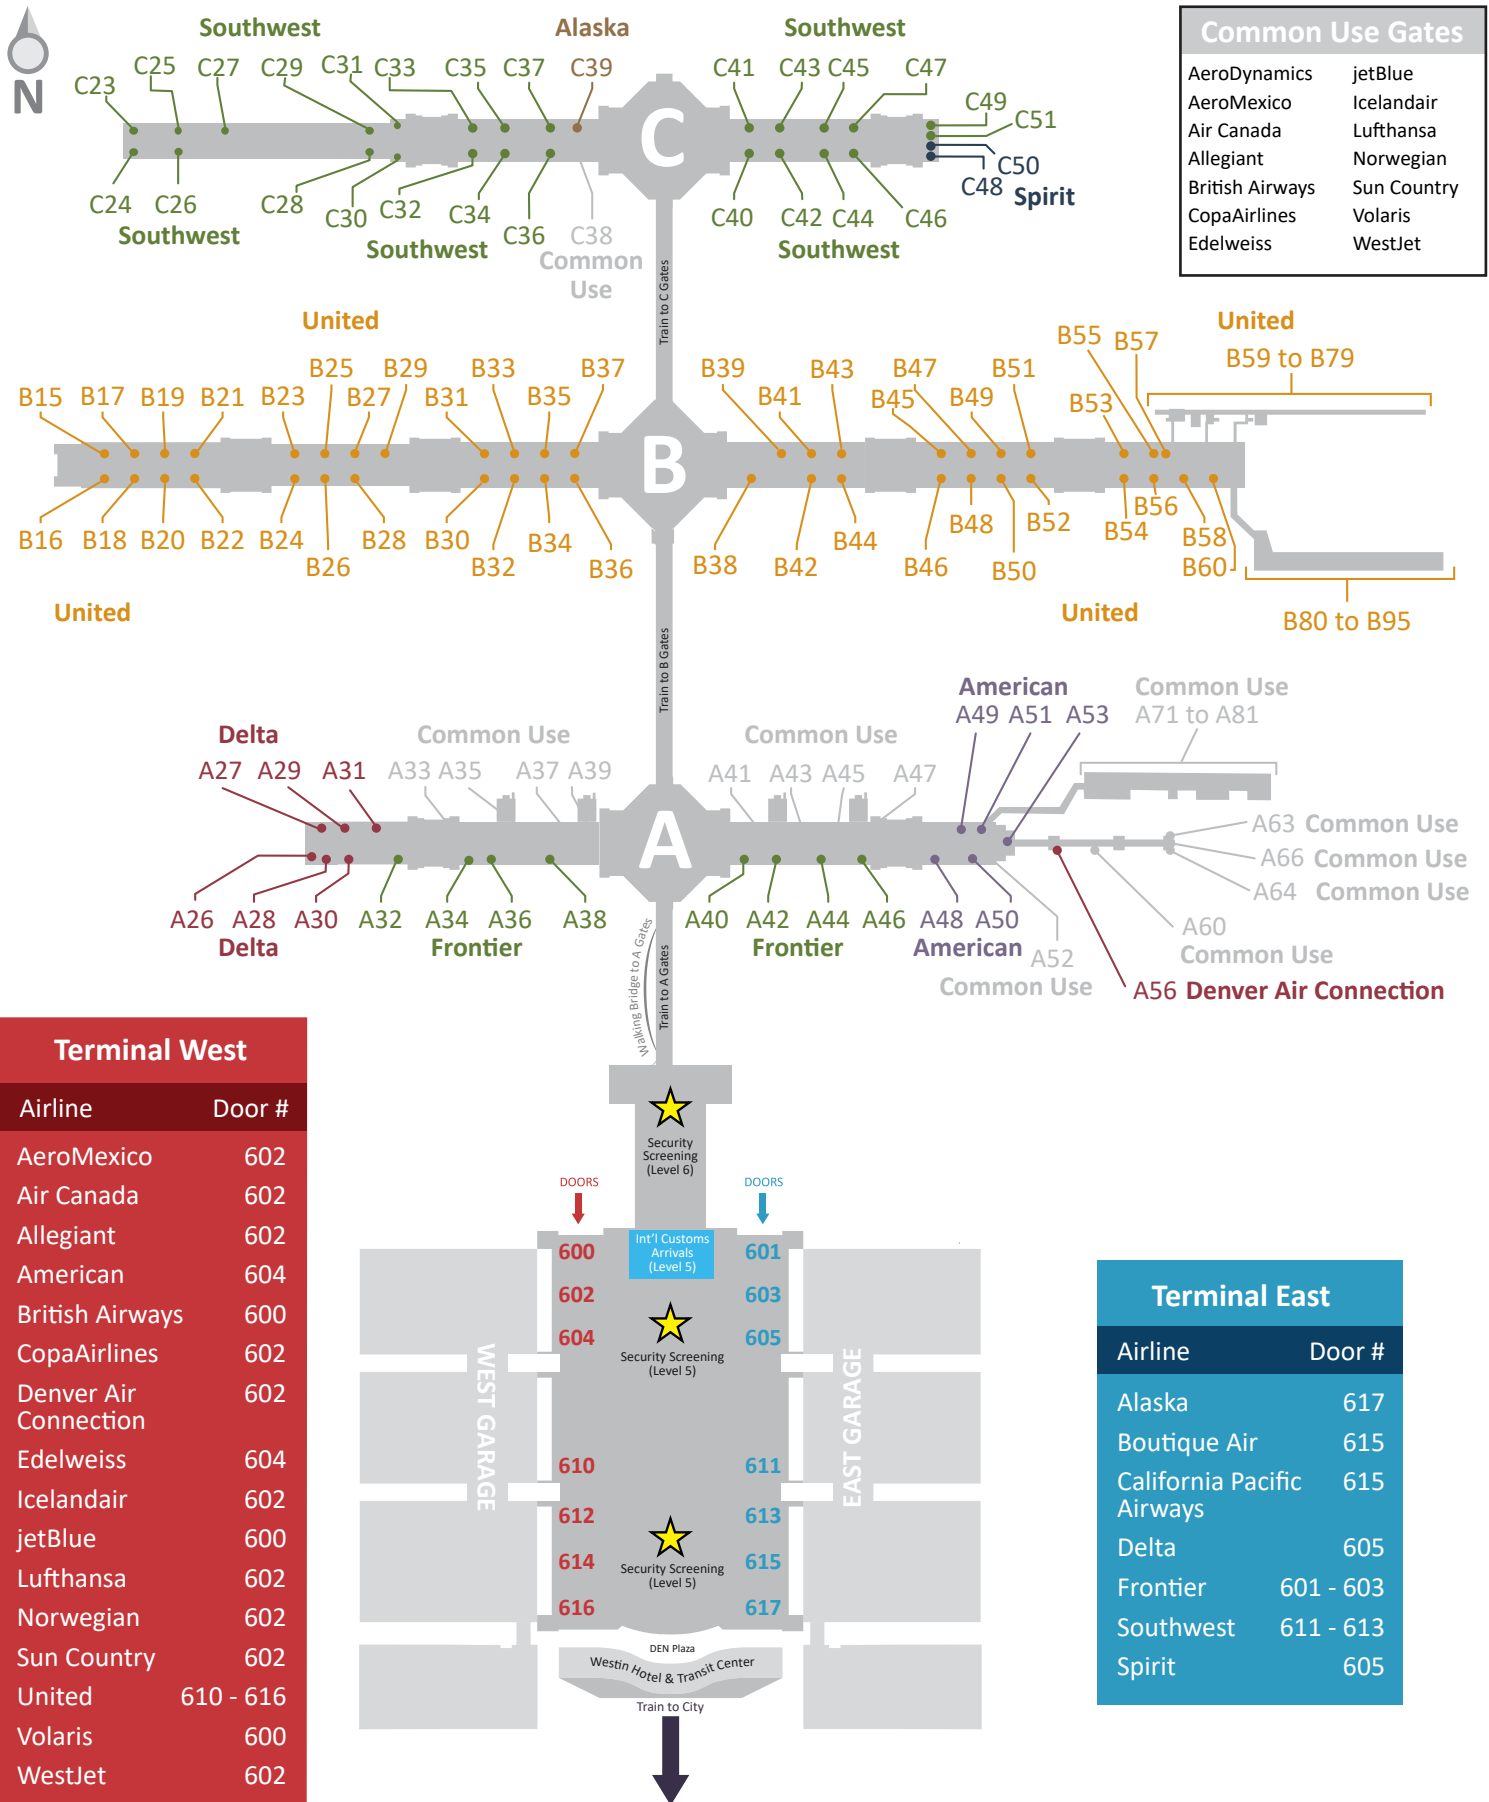 N
Southwest
Alaska
Southwest
C23
C25
C27
C29
C31
C33
C35
C37
C39
C41
C43
C45
C47
C49
C51
C
C50
C48
Spirit
C24
C26
C28
C30
C32
C34
C36
C38
C40
C42
C44
C46
Southwest
Southwest
Common
Use
Southwest
Common Use Gates
AeroDynamics
AeroMexico
Air Canada
Allegiant
British Airways
CopaAirlines
Edelweiss
jetBlue
Icelandair
Lufthansa
Norwegian
Sun Country
Volaris
WestJet
Train to C Gates
United
United
B59 to B79
B15
B17
B19
B21
B23
B25
B27
B29
B31
B33
B35
B37
B39
B41
B43
B45
B47
B49
B51
B53
B55
B57
B
B16
B18
B20
B22
B24
B26
B28
B30
B32
B34
B36
B38
B42
B44
B46
B48
B50
B52
B54
B56
B58
B60
United
United
B80 to B95
Train to B Gates
Delta
Common Use
Common Use
American
Common Use
A71 to A81
A27
A29
A31
A33
A35
A37
A39
A41
A43
A45
A47
A49
A51
A53
A
A63 Common Use
A66 Common Use
A64 Common Use
A26
A28
A30
A32
A34
A36
A38
A40
A42
A44
A46
A48
A50
A52
A60
Delta
Frontier
Frontier
American
Common Use
Common Use
A56 Denver Air Connection
Walking Bridge to A Gates
Train to A Gates
Terminal West
Airline Door #
AeroMexico 602
Air Canada 602
Allegiant 602
American 604
British Airways 600
CopaAirlines 602
Denver Air 602
Connection
Edelweiss 604
Icelandair 602
jetBlue 600
Lufthansa 602
Norwegian 602
Sun Country 602
United 610 - 616
Volaris 600
WestJet 602
Security
Screening
(Level 6)
DOORS
DOORS
Int'l Customs
Arrivals
(Level 5)
600
601
602
603
604
605
Security Screening
(Level 5)
WEST GARAGE
EAST GARAGE
610
611
612
613
614
615
Security Screening
(Level 5)
616
617
DEN Plaza
Westin Hotel & Transit Center
Train to City
Terminal East
Airline Door #
Alaska 617
Boutique Air 615
California Pacific 615
Airways
Delta 605
Frontier 601 - 603
Southwest 611 - 613
Spirit 605